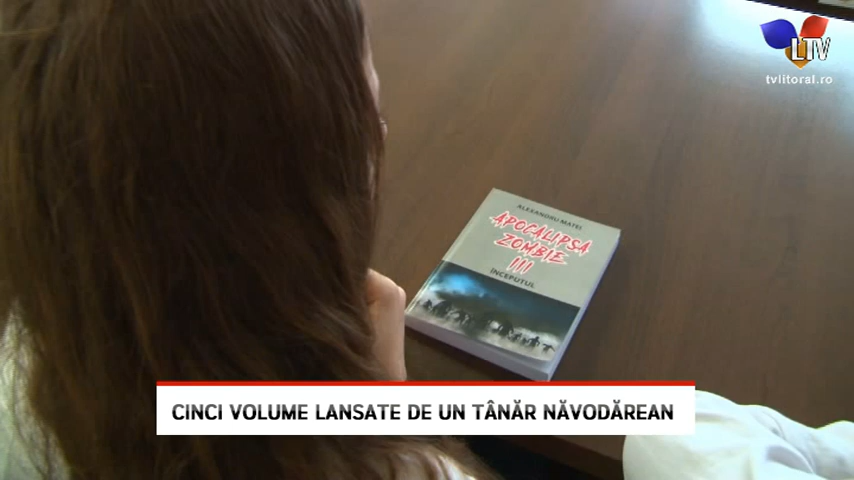 LTV
tvlitoral.ro
ALEXANDRU MATEI
APOCALIPSA
ZOMBIE
III
ÎNCEPUTUL
CINCI VOLUME LANSATE DE UN TÂNĂR NĂVODĂREAN